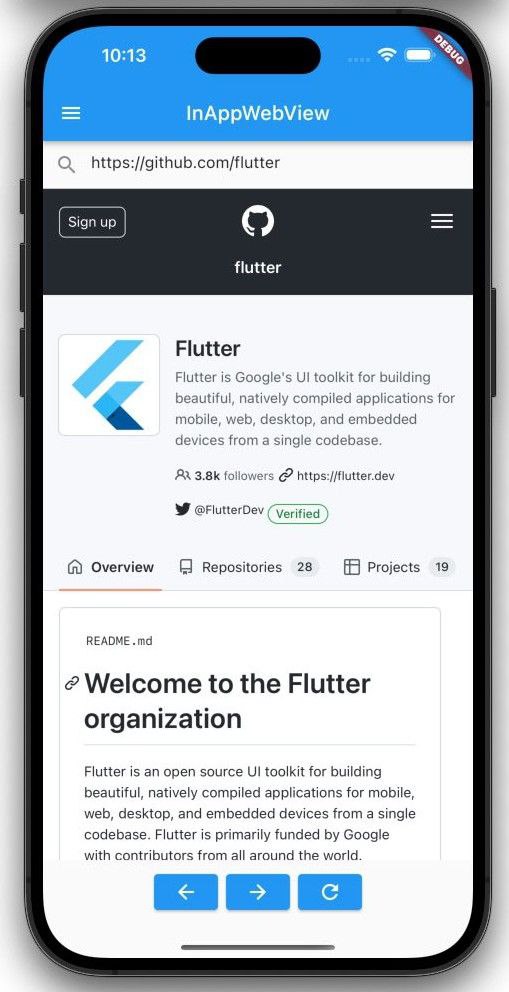 10:13
DEBUG
InAppWebView
https://github.com/flutter
Sign up
flutter
Flutter
Flutter is Google's UI toolkit for building
beautiful, natively compiled applications for
mobile, web, desktop, and embedded
devices from a single codebase.
3.8k followers https://flutter.dev
@FlutterDev Verified
Overview Repositories 28 Projects 19
README.md
Welcome to the Flutter
organization
Flutter is an open source UI toolkit for building
beautiful, natively compiled applications for mobile,
web, desktop, and embedded devices from a single
codebase. Flutter is primarily funded by Google
with contributors from all around the world.